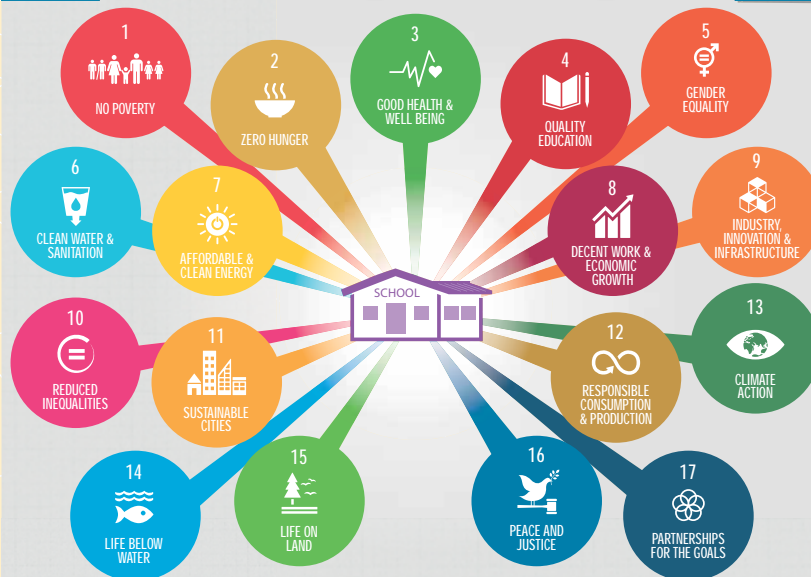 1
NO POVERTY
2
ZERO HUNGER
3
GOOD HEALTH &
WELL BEING
4
QUALITY
EDUCATION
5
GENDER
EQUALITY
6
CLEAN WATER &
SANITATION
7
AFFORDABLE &
CLEAN ENERGY
8
DECENT WORK &
ECONOMIC
GROWTH
9
INDUSTRY,
INNOVATION &
INFRASTRUCTURE
SCHOOL
10
REDUCED
INEQUALITIES
11
SUSTAINABLE
CITIES
12
RESPONSIBLE
CONSUMPTION
& PRODUCTION
13
CLIMATE
ACTION
14
LIFE BELOW
WATER
15
LIFE ON
LAND
16
PEACE AND
JUSTICE
17
PARTNERSHIPS
FOR THE GOALS